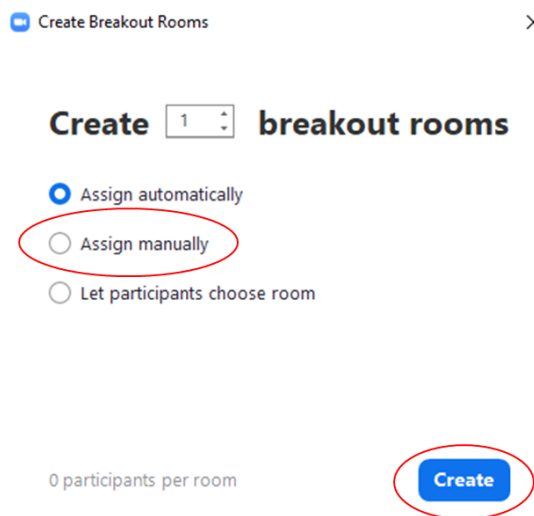 Create Breakout Rooms
Create 1 breakout rooms
Assign automatically
Assign manually
Let participants choose room
0 participants per room
Create